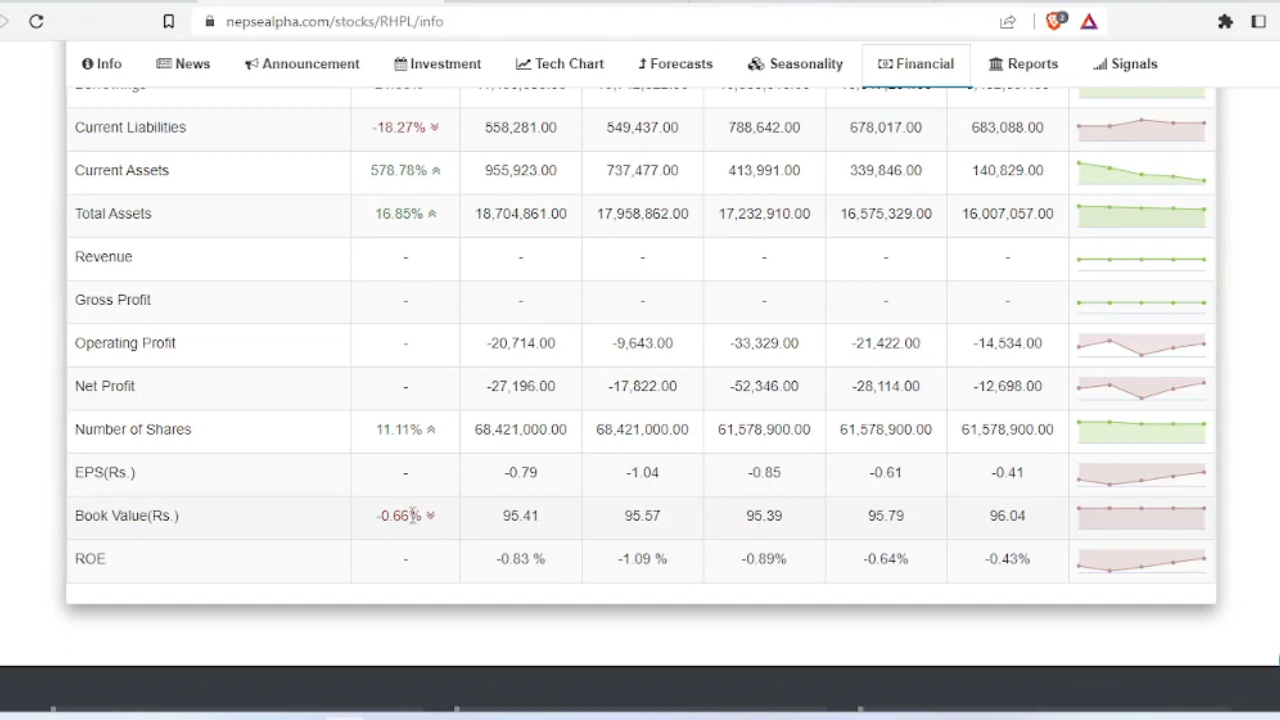 nepsealpha.com/stocks/RHPL/info 2
Info News Announcement Investment Tech Chart Forecasts Seasonality Financial Reports Signals
Borrowings
Current Liabilities -18.27% 558,281.00 549,437.00 788,642.00 678,017.00 683,088.00
Current Assets 578.78% 955,923.00 737,477.00 413,991.00 339,846.00 140,829.00
Total Assets 16.85% 18,704,861.00 17,958,862.00 17,232,910.00 16,575,329.00 16,007,057.00
Revenue - - - - - -
Gross Profit - - - - - -
Operating Profit - -20,714.00 -9,643.00 -33,329.00 -21,422.00 -14,534.00
Net Profit - -27,196.00 -17,822.00 -52,346.00 -28,114.00 -12,698.00
Number of Shares 11.11% 68,421,000.00 68,421,000.00 61,578,900.00 61,578,900.00 61,578,900.00
EPS(Rs.) - -0.79 -1.04 -0.85 -0.61 -0.41
Book Value(Rs.) -0.66% 95.41 95.57 95.39 95.79 96.04
ROE - -0.83 % -1.09 % -0.89% -0.64% -0.43%